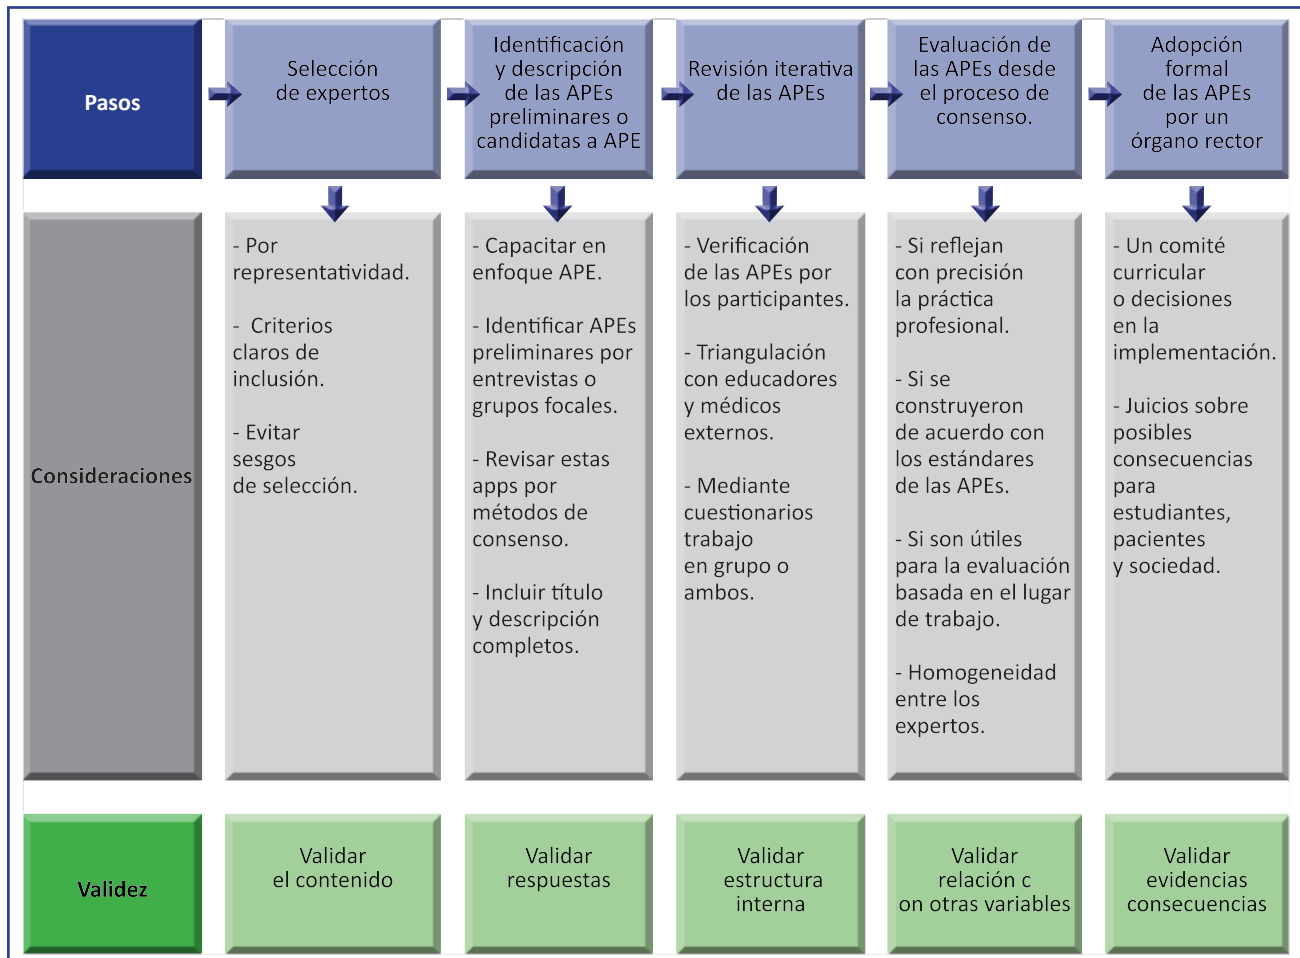 Pasos
Selección
de expertos
Identificación
y descripción
de las APEs
preliminares o
candidatas a APE
Revisión iterativa
de las APEs
Evaluación de
las APEs desde
el proceso de
consenso.
Adopción
formal
de las APEs
por un
órgano rector
Consideraciones
- Por
representatividad.
- Criterios
claros de
inclusión.
- Evitar
sesgos
de selección.
- Capacitar en
enfoque APE.
- Identificar APEs
preliminares por
entrevistas o
grupos focales.
- Revisar estas
apps por
métodos de
consenso.
- Incluir título
y descripción
completos.
- Verificación
de las APEs por
los participantes.
- Triangulación
con educadores
y médicos
externos.
- Mediante
cuestionarios
trabajo
en grupo o
ambos.
- Si reflejan
con precisión
la práctica
profesional.
- Si se
construyeron
de acuerdo con
los estándares
de las APEs.
- Si son útiles
para la evaluación
basada en el lugar
de trabajo.
- Homogeneidad
entre los
expertos.
- Un comité
curricular
o decisiones
en la
implementación.
- Juicios sobre
posibles
consecuencias
para
estudiantes,
pacientes
y sociedad.
Validez
Validar
el contenido
Validar
respuestas
Validar
estructura
interna
Validar
relación c
on otras variables
Validar
evidencias
consecuencias